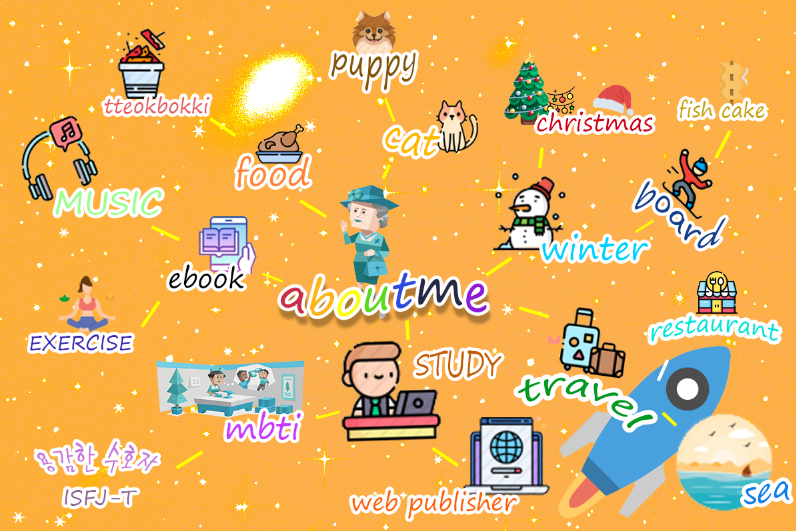 puppy
tteokbokki
cat
christmas
fish cake
food
MUSIC
board
winter
ebook
aboutme
EXERCISE
restaurant
STUDY
travel
mbti
용감한 수호자
ISFJ-T
web publisher
sea